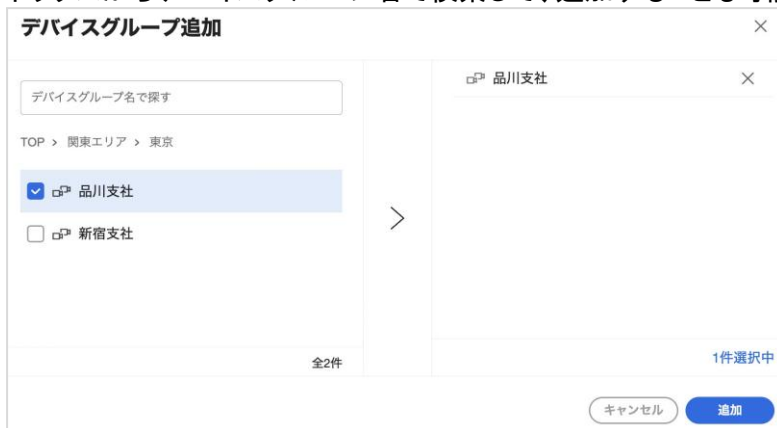 デバイスグループ追加
デバイスグループ名で探す
TOP > 関東エリア > 東京
品川支社
新宿支社
全2件
品川支社
1件選択中
キャンセル
追加